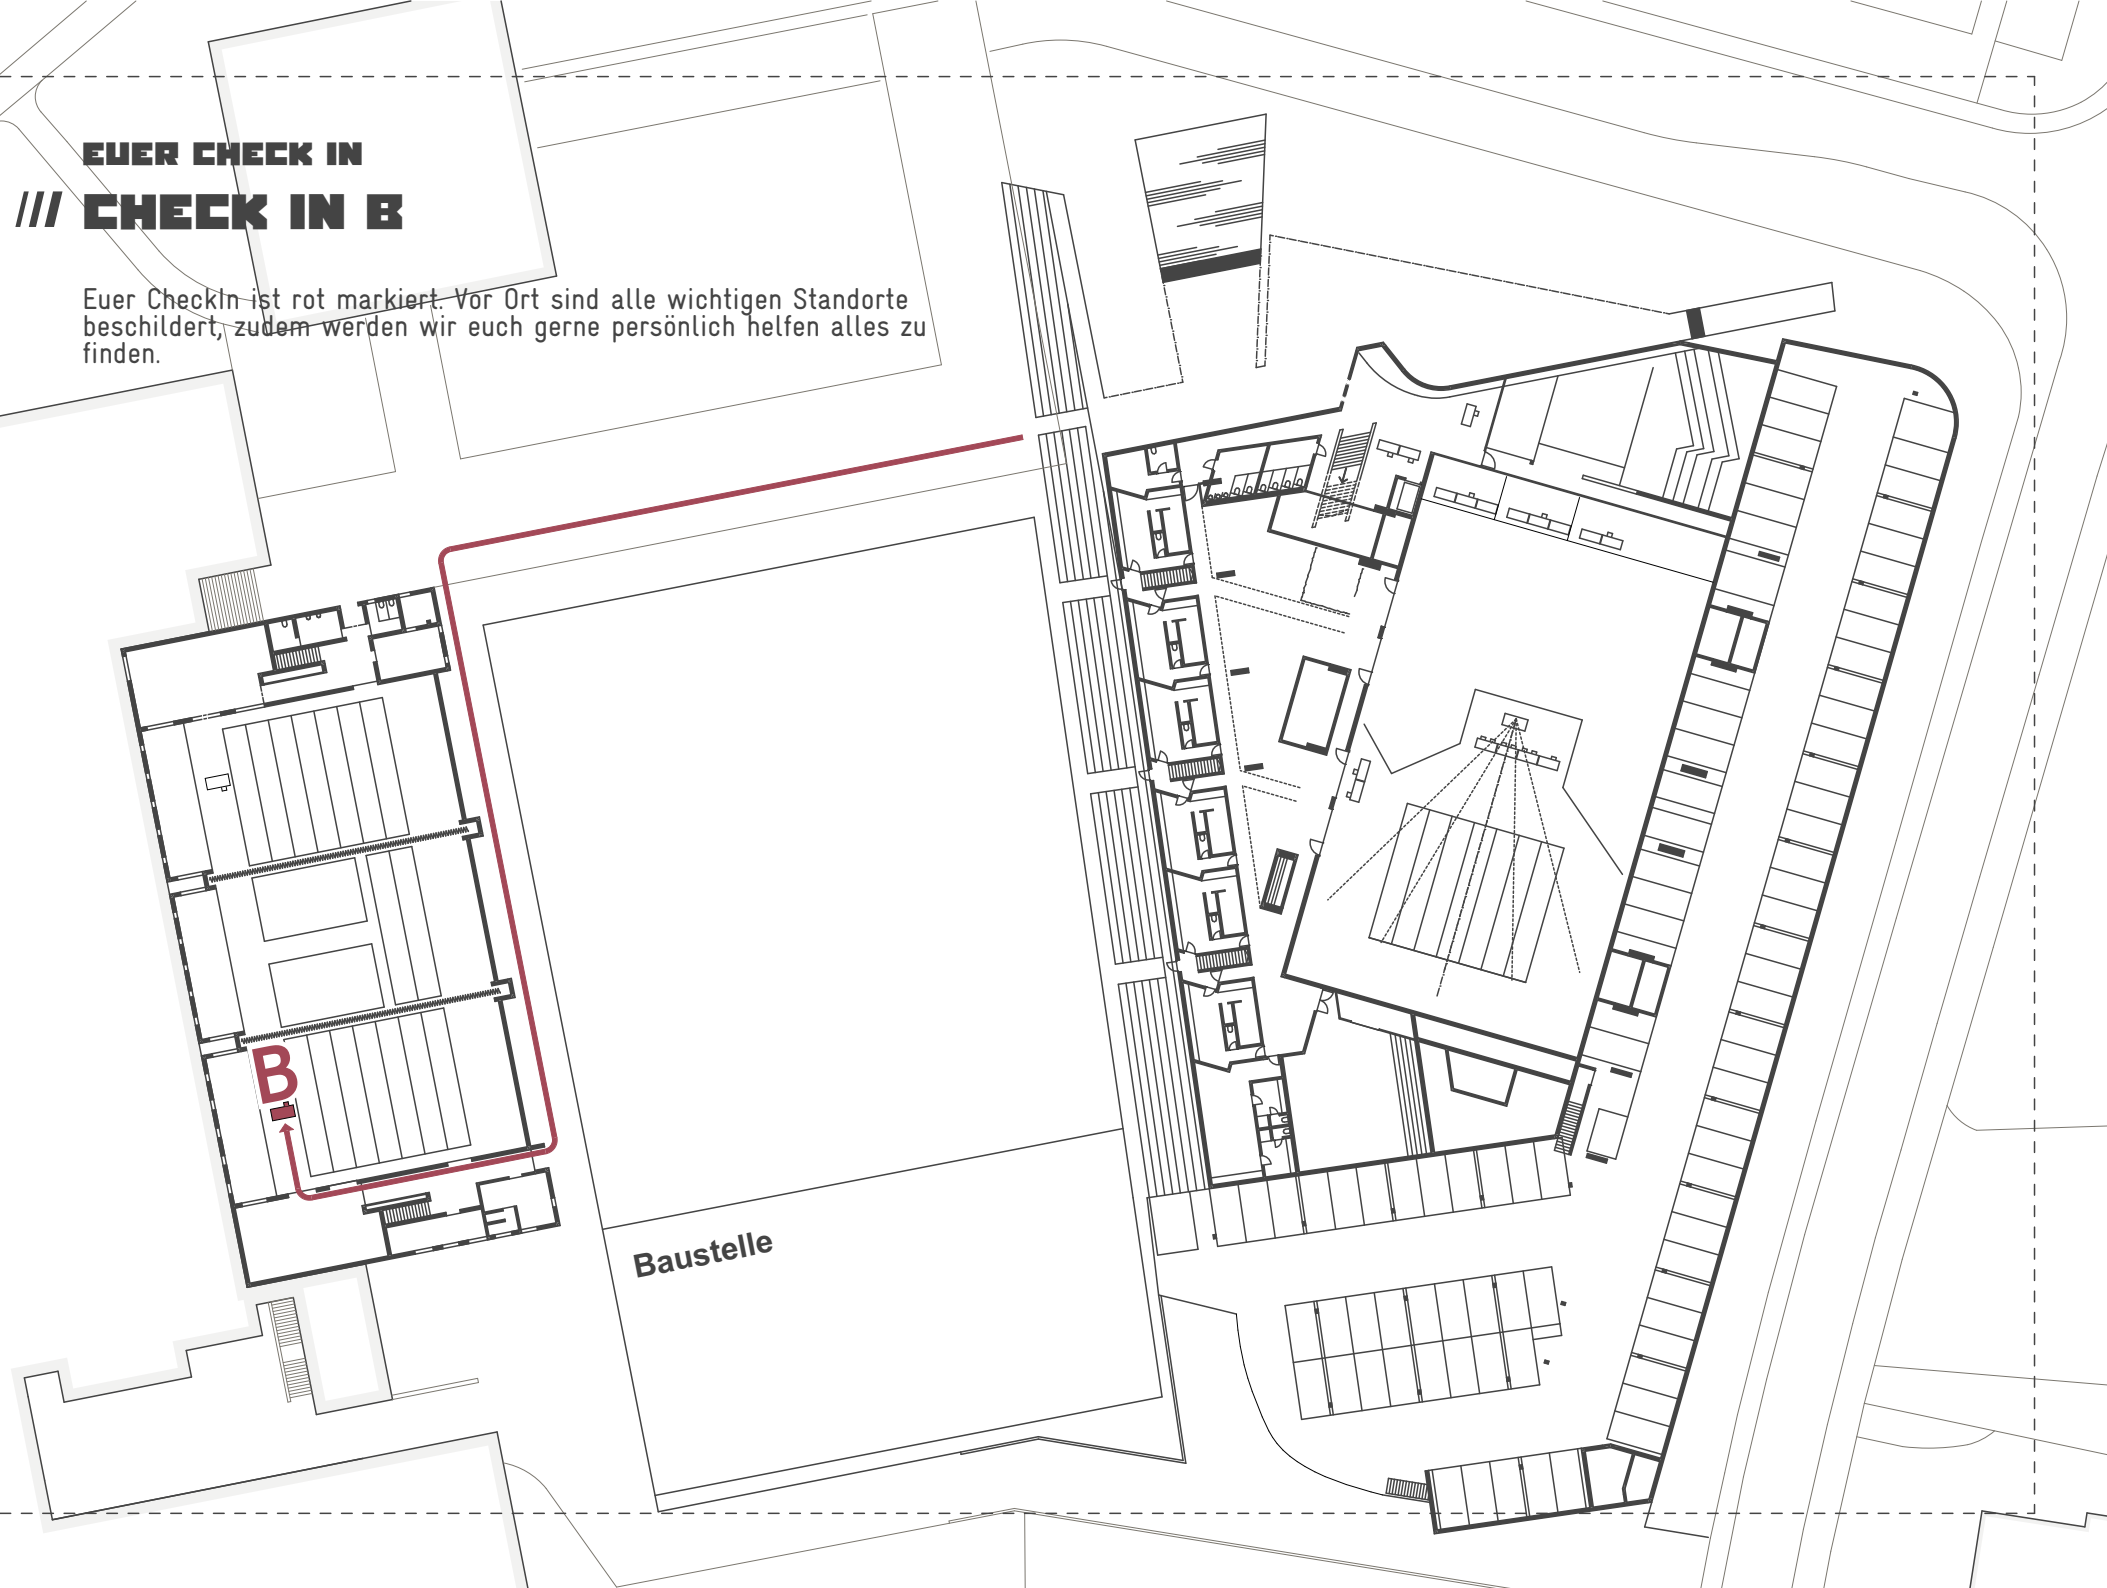 EUER CHECK IN
/// CHECK IN B
Euer CheckIn ist rot markiert. Vor Ort sind alle wichtigen Standorte
beschildert, zudem werden wir euch gerne persönlich helfen alles zu
finden.
B
Baustelle